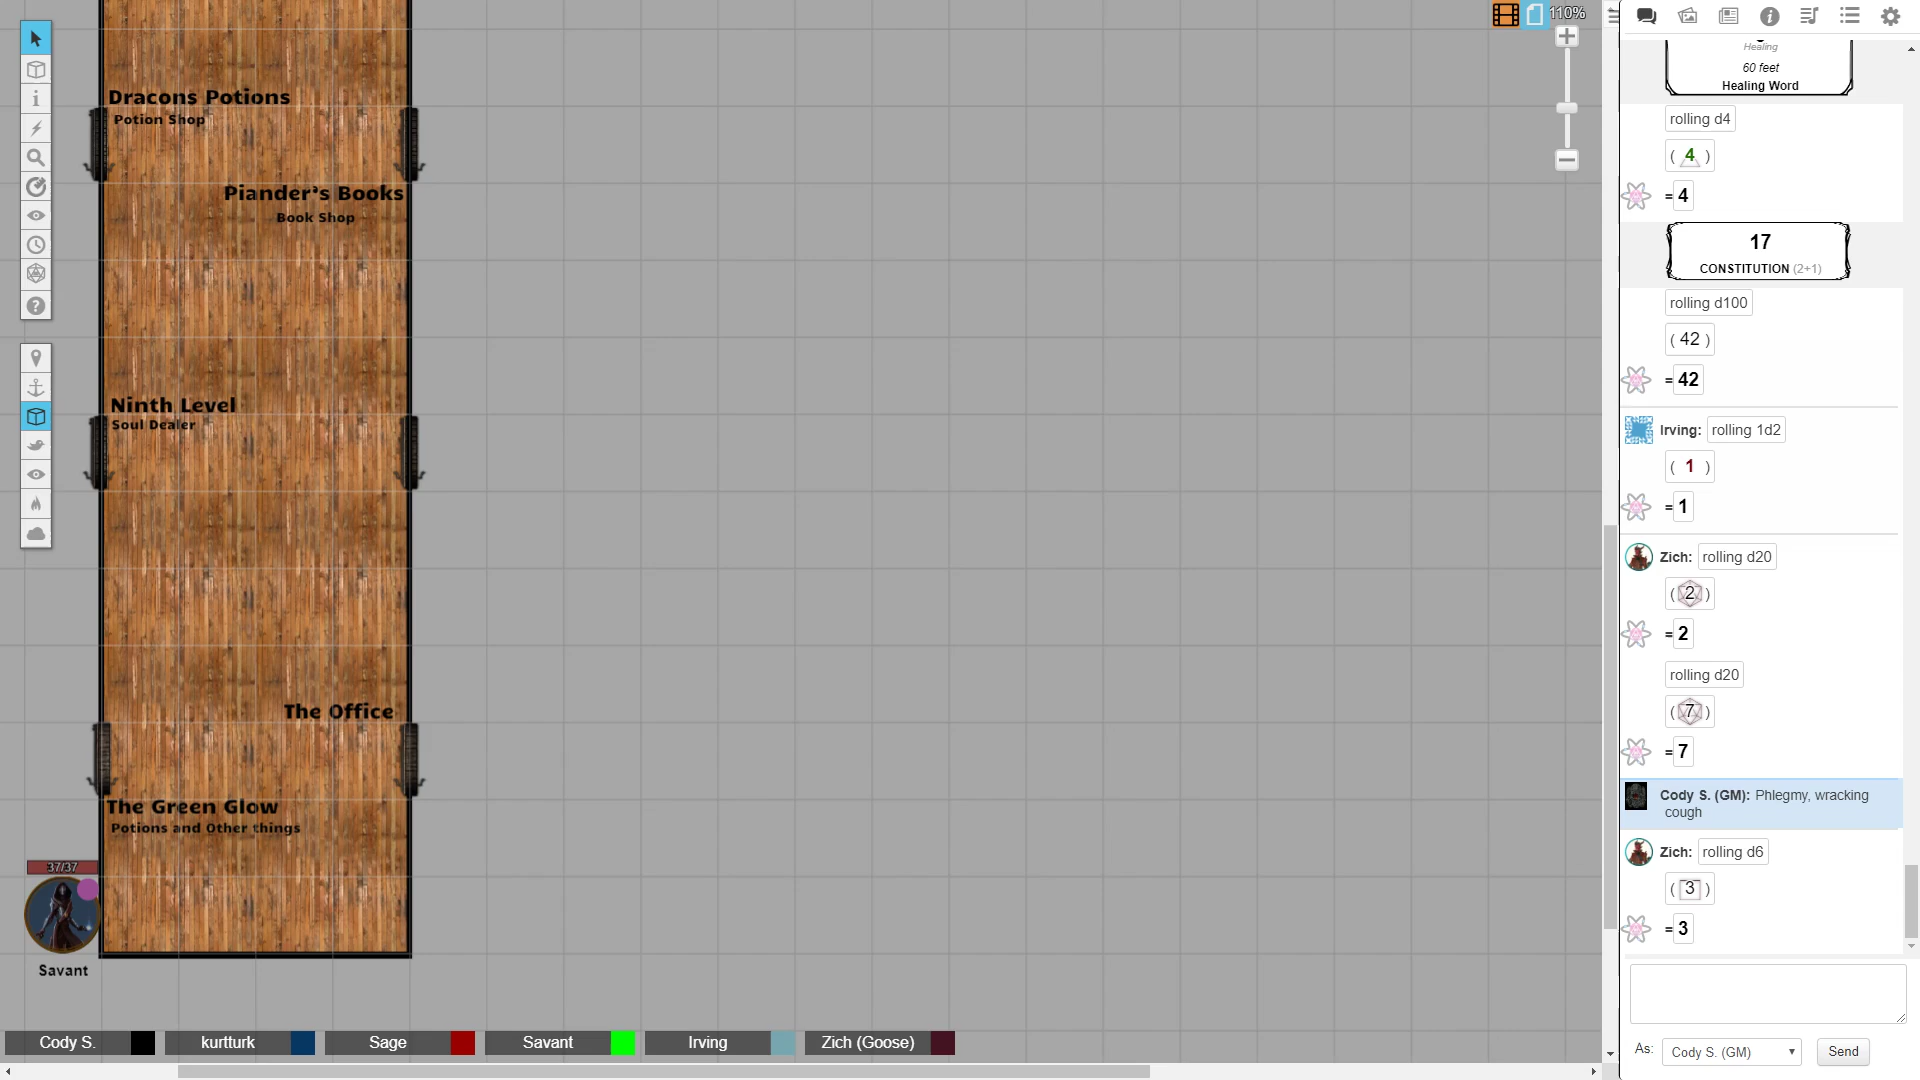 Dracons Potions
Potion Shop
Piander's Books
Book Shop
Ninth Level
Soul Dealer
The Office
The Green Glow
Potions and Other things
37/37
Savant
Cody S.
kurtturk
Sage
Savant
Irving
Zich (Goose)
110%
Healing
60 feet
Healing Word
rolling d4
( 4 )
=4
17
CONSTITUTION (2+1)
rolling d100
( 42 )
=42
Irving: rolling 1d2
( 1 )
=1
Zich: rolling d20
( 2 )
=2
rolling d20
( 7 )
=7
Cody S. (GM): Phlegmy, wracking
cough
Zich: rolling d6
( 3 )
=3
As: Cody S. (GM) Send